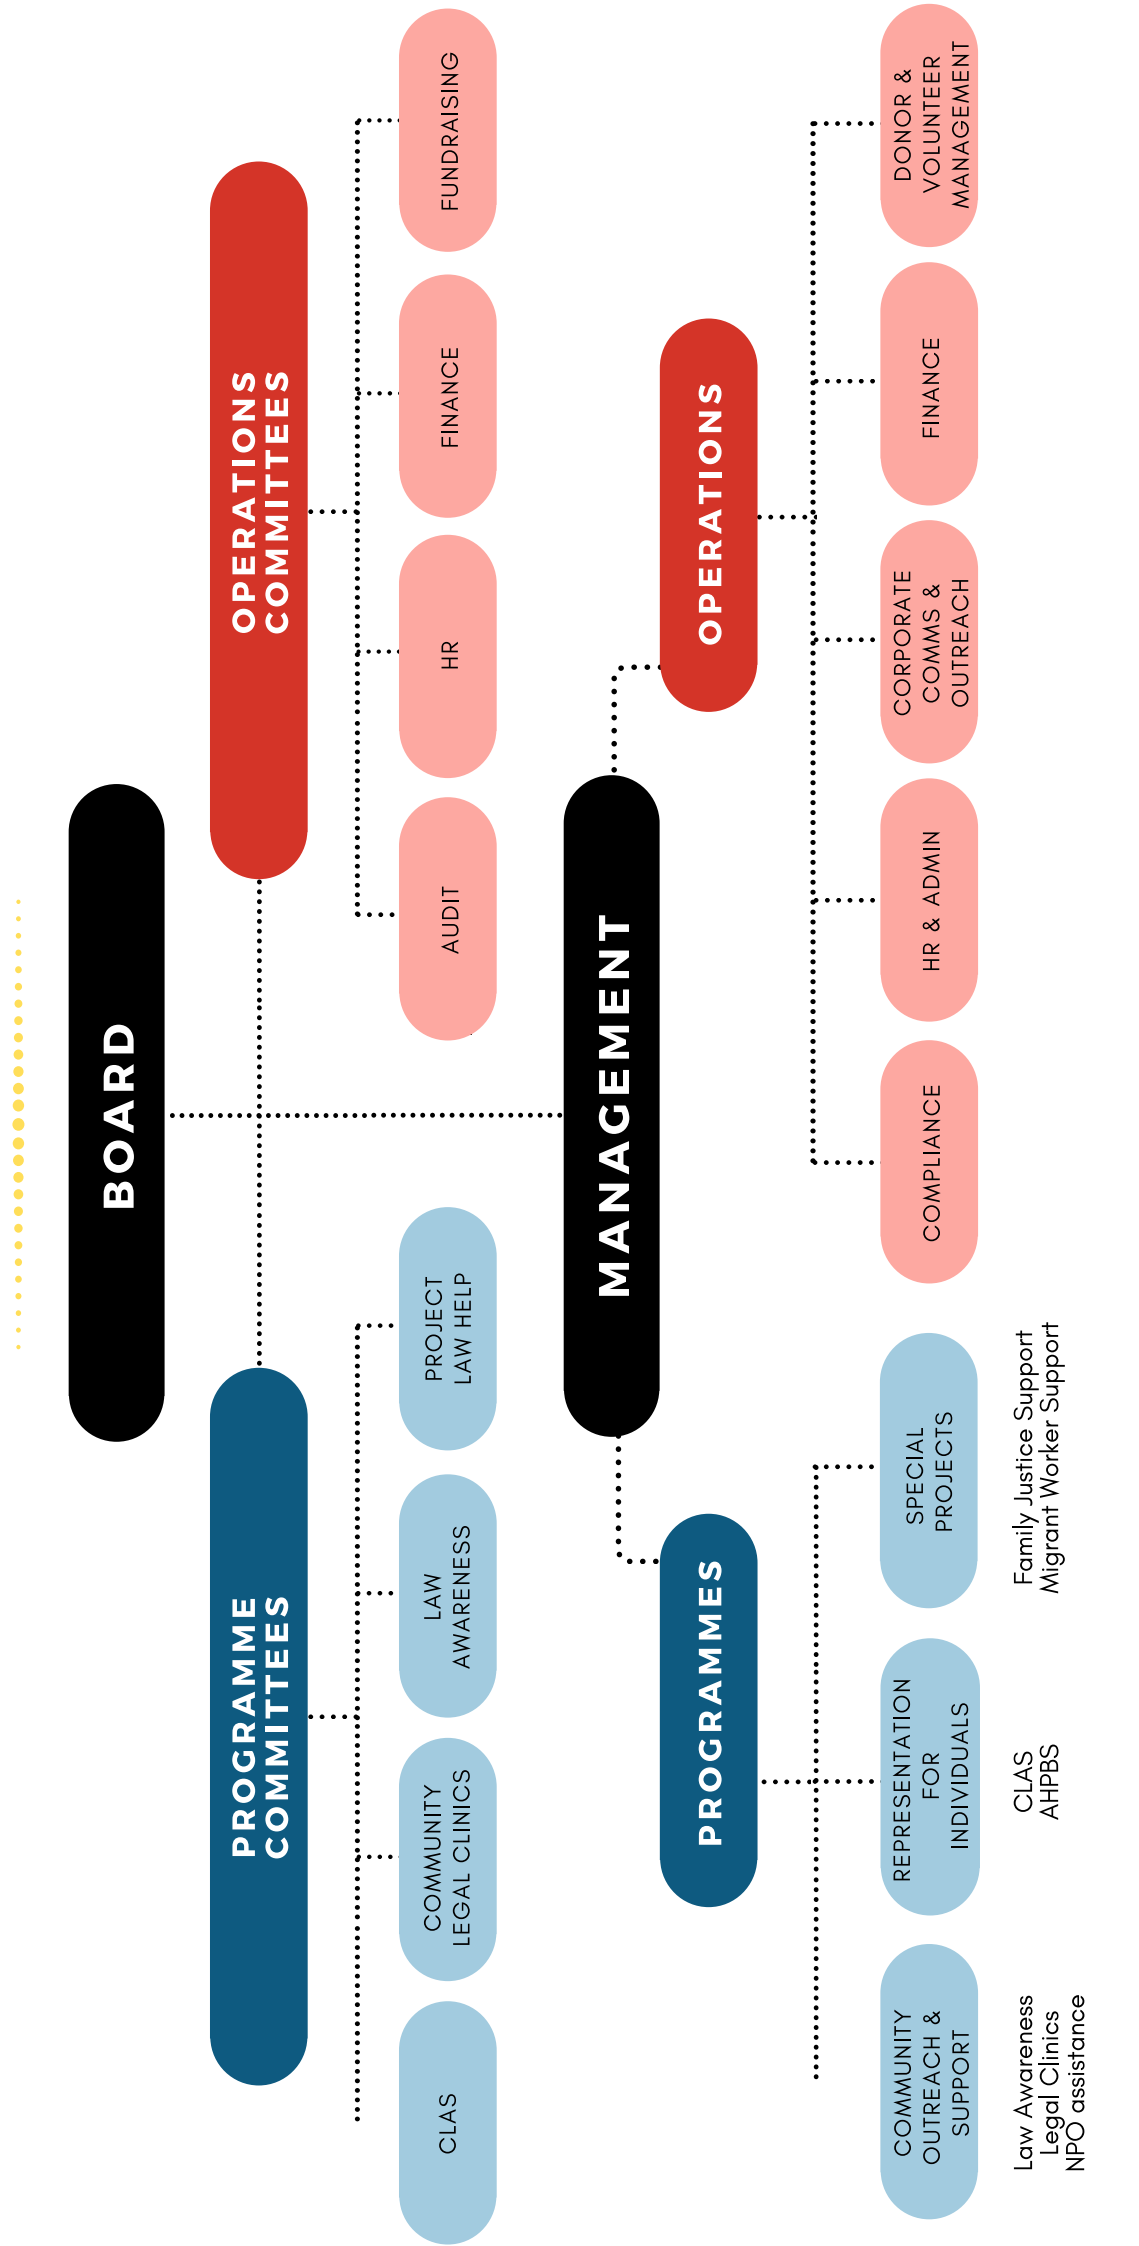 BOARD
PROGRAMME
COMMITTEES
OPERATIONS
COMMITTEES
CLAS
COMMUNITY
LEGAL CLINICS
LAW
AWARENESS
PROJECT
LAW HELP
AUDIT
HR
FINANCE
FUNDRAISING
MANAGEMENT
PROGRAMMES
OPERATIONS
COMMUNITY
OUTREACH &
SUPPORT
REPRESENTATION
FOR
INDIVIDUALS
SPECIAL
PROJECTS
COMPLIANCE
HR & ADMIN
CORPORATE
COMMS &
OUTREACH
FINANCE
DONOR &
VOLUNTEER
MANAGEMENT
Law Awareness
Legal Clinics
NPO assistance
CLAS
AHPBS
Family Justice Support
Migrant Worker Support